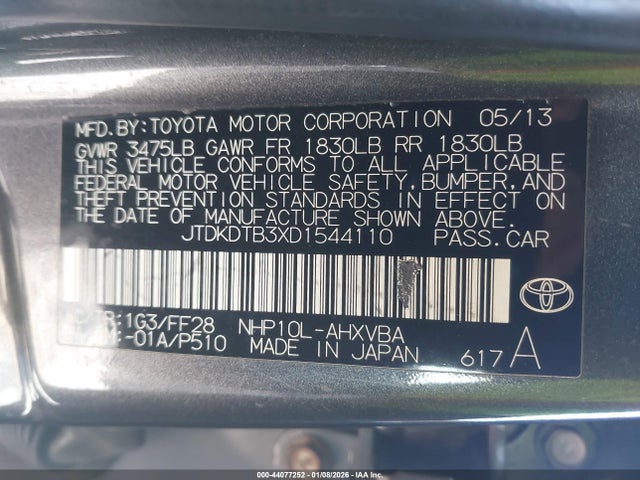 MFD.BY:TOYOTA MOTOR CORPORATION 05/13
GVWR 3475LB GAWR FR 1830LB RR 1830LB
THIS VEHICLE CONFORMS TO ALL APPLICABLE
FEDERAL MOTOR VEHICLE SAFETY,BUMPER,AND
THEFT PREVENTION STANDARDS IN EFFECT ON
THE DATE OF MANUFACTURE SHOWN ABOVE.
JTDKDTB3XD1544110 PASS.CAR
:1G3/FF28 NHP10L-AHXVBA
:-01A/P510 MADE IN JAPAN 617 A
000-44077252 - 01/08/2026 - IAA Inc.